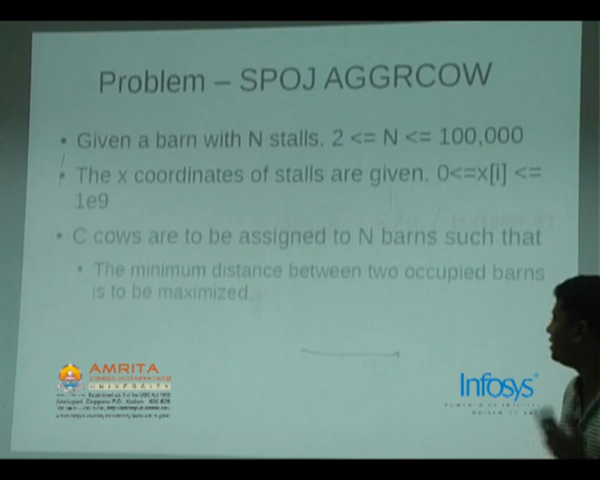 Problem – SPOJ AGGRCOW
• Given a barn with N stalls. 2 <= N <= 100,000
• The x coordinates of stalls are given. 0<=x[i] <=
1e9
• C cows are to be assigned to N barns such that
• The minimum distance between two occupied barns
is to be maximized.
AMRITA
UNIVERSITY
Infosys